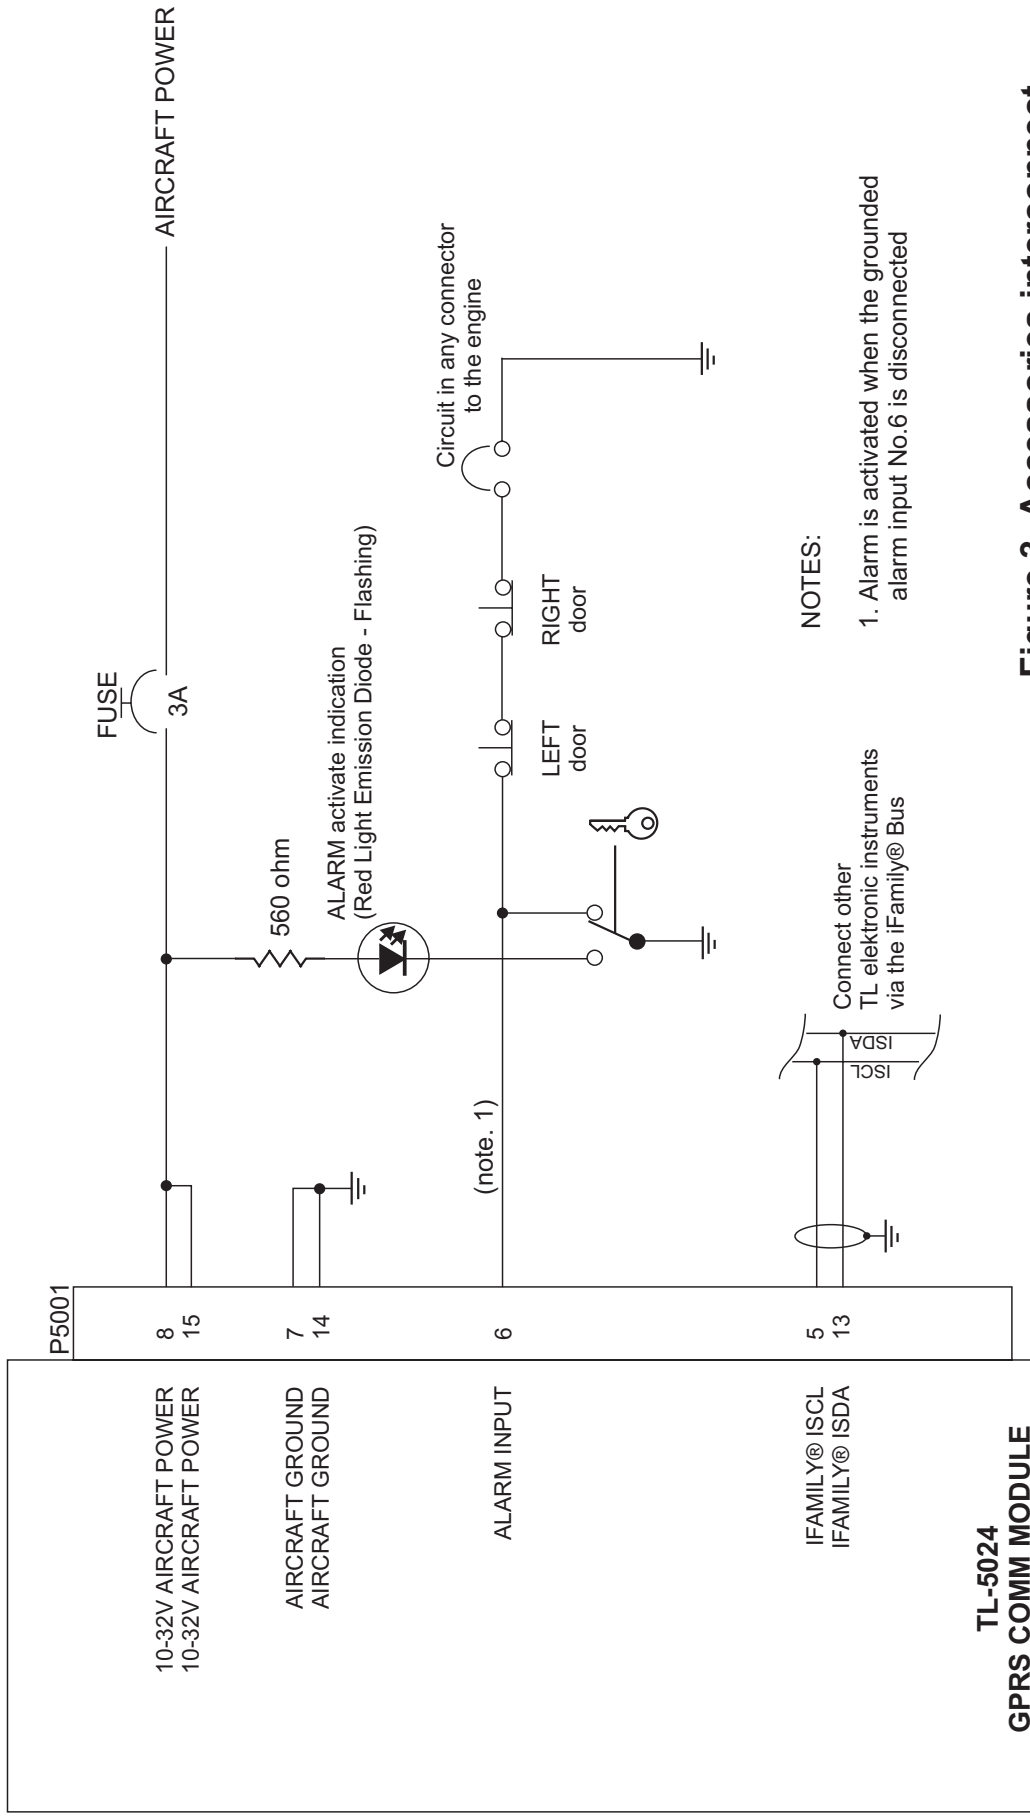 P5001
10-32V AIRCRAFT POWER 8
10-32V AIRCRAFT POWER 15
AIRCRAFT GROUND 7
AIRCRAFT GROUND 14
ALARM INPUT 6
IFAMILY® ISCL 5
IFAMILY® ISDA 13
TL-5024
GPRS COMM MODULE
FUSE
3A
AIRCRAFT POWER
560 ohm
ALARM activate indication
(Red Light Emission Diode - Flashing)
(note. 1)
LEFT
door
RIGHT
door
Circuit in any connector
to the engine
ISCL
ISDA
Connect other
TL elektronic instruments
via the iFamily® Bus
NOTES:
1. Alarm is activated when the grounded
alarm input No.6 is disconnected
Accessories interconnect